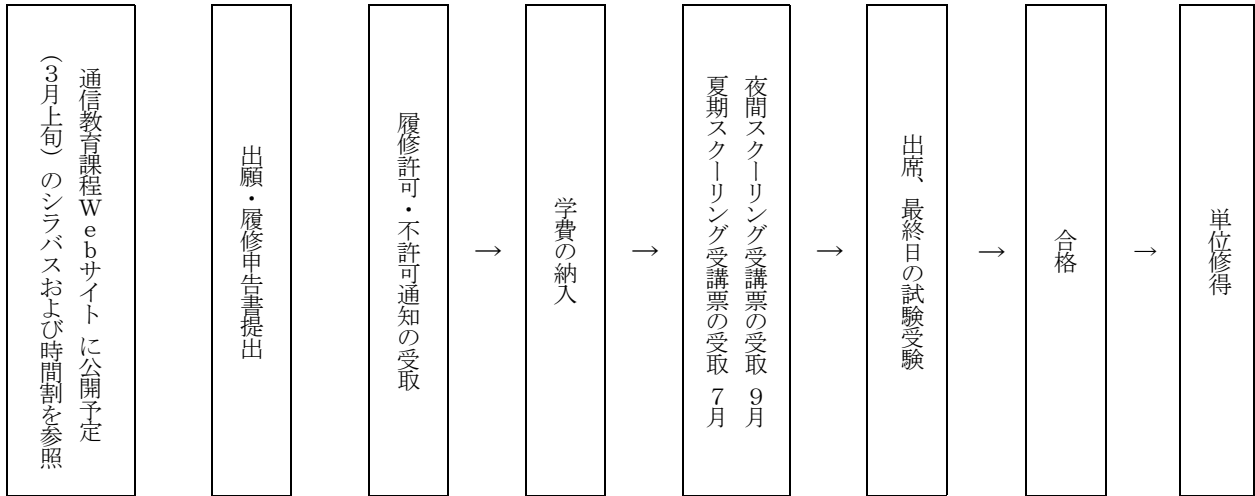 通信教育課程Ｗｅｂサイト に公開予定
（３月上旬）のシラバスおよび時間割を参照
出願・履修申告書提出
履修許可・不許可通知の受取
→
学費の納入
→
夜間スクーリング受講票の受取 ９月
夏期スクーリング受講票の受取 ７月
→
出席、最終日の試験受験
→
合格
→
単位修得